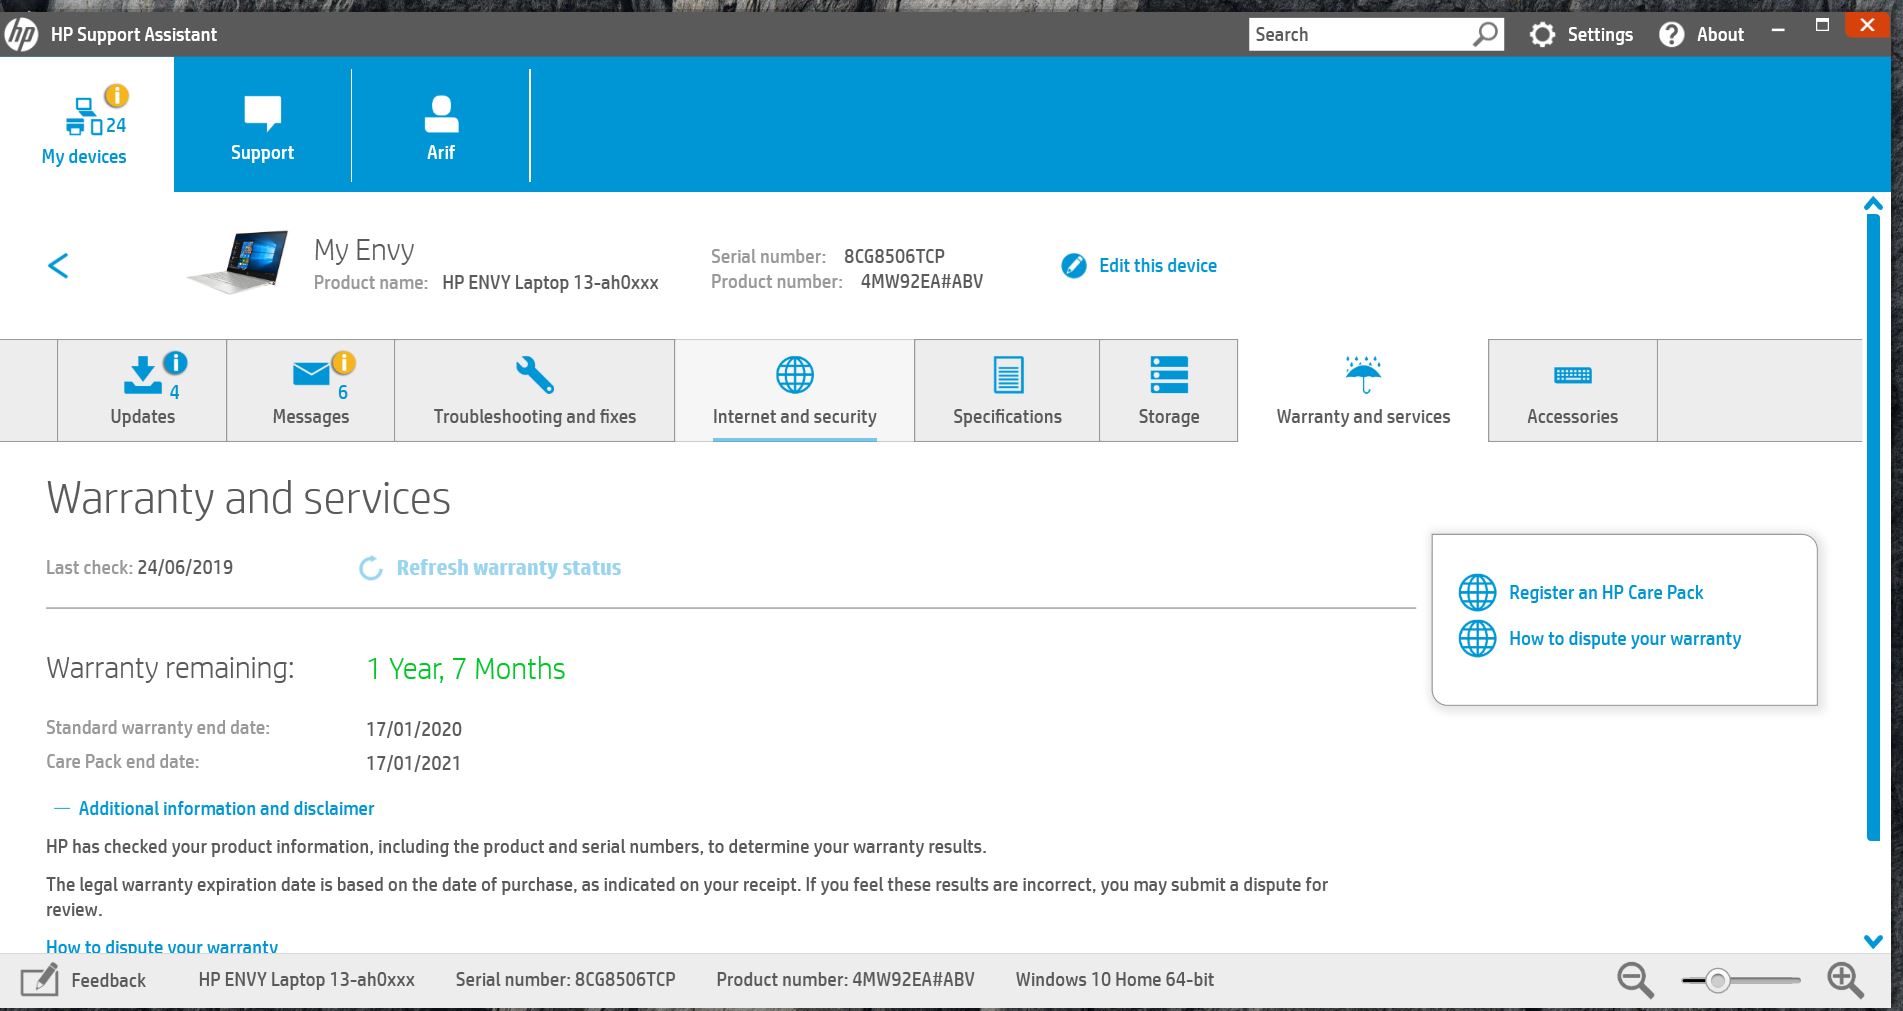 hp HP Support Assistant
Search
Settings
About
24
My devices
Support
Arif
My Envy
Product name: HP ENVY Laptop 13-ah0xxx
Serial number: 8CG8506TCP
Product number: 4MW92EA#ABV
Edit this device
4
Updates
6
Messages
Troubleshooting and fixes
Internet and security
Specifications
Storage
Warranty and services
Accessories
Warranty and services
Last check: 24/06/2019
Refresh warranty status
Register an HP Care Pack
How to dispute your warranty
Warranty remaining: 1 Year, 7 Months
Standard warranty end date: 17/01/2020
Care Pack end date: 17/01/2021
— Additional information and disclaimer
HP has checked your product information, including the product and serial numbers, to determine your warranty results.
The legal warranty expiration date is based on the date of purchase, as indicated on your receipt. If you feel these results are incorrect, you may submit a dispute for
review.
How to dispute your warranty
Feedback
HP ENVY Laptop 13-ah0xxx
Serial number: 8CG8506TCP
Product number: 4MW92EA#ABV
Windows 10 Home 64-bit